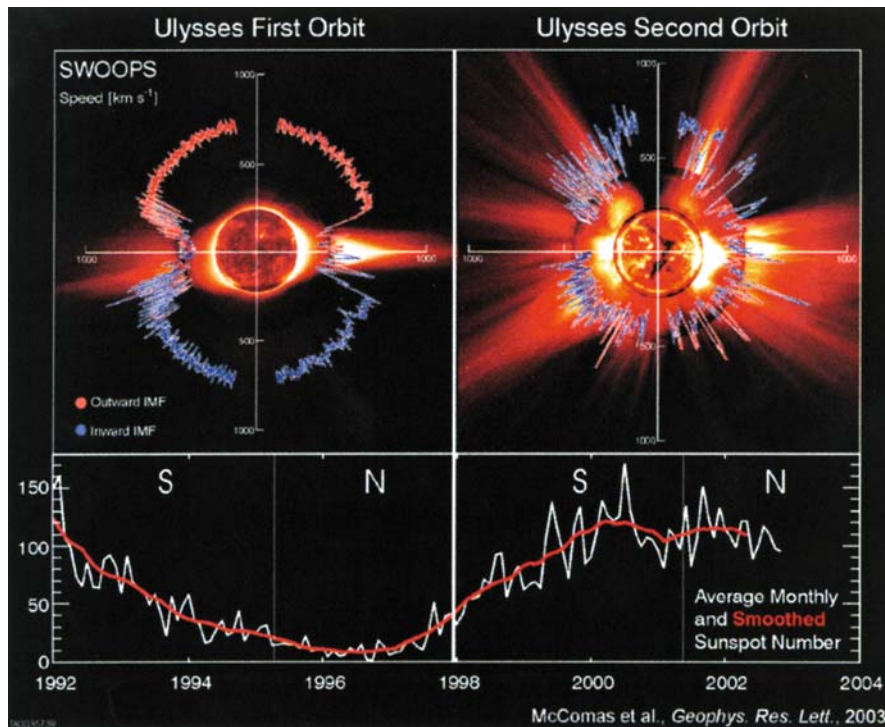 Ulysses First Orbit
Ulysses Second Orbit
SWOOPS
Speed [km s⁻¹]
1000
500
1000
500
1000
1000
500
1000
1000
500
1000
1000
500
1000
Outward IMF
Inward IMF
S
N
S
N
150
100
50
0
Average Monthly
and Smoothed
Sunspot Number
1992
1994
1996
1998
2000
2002
2004
McComas et al., Geophys. Res. Lett., 2003